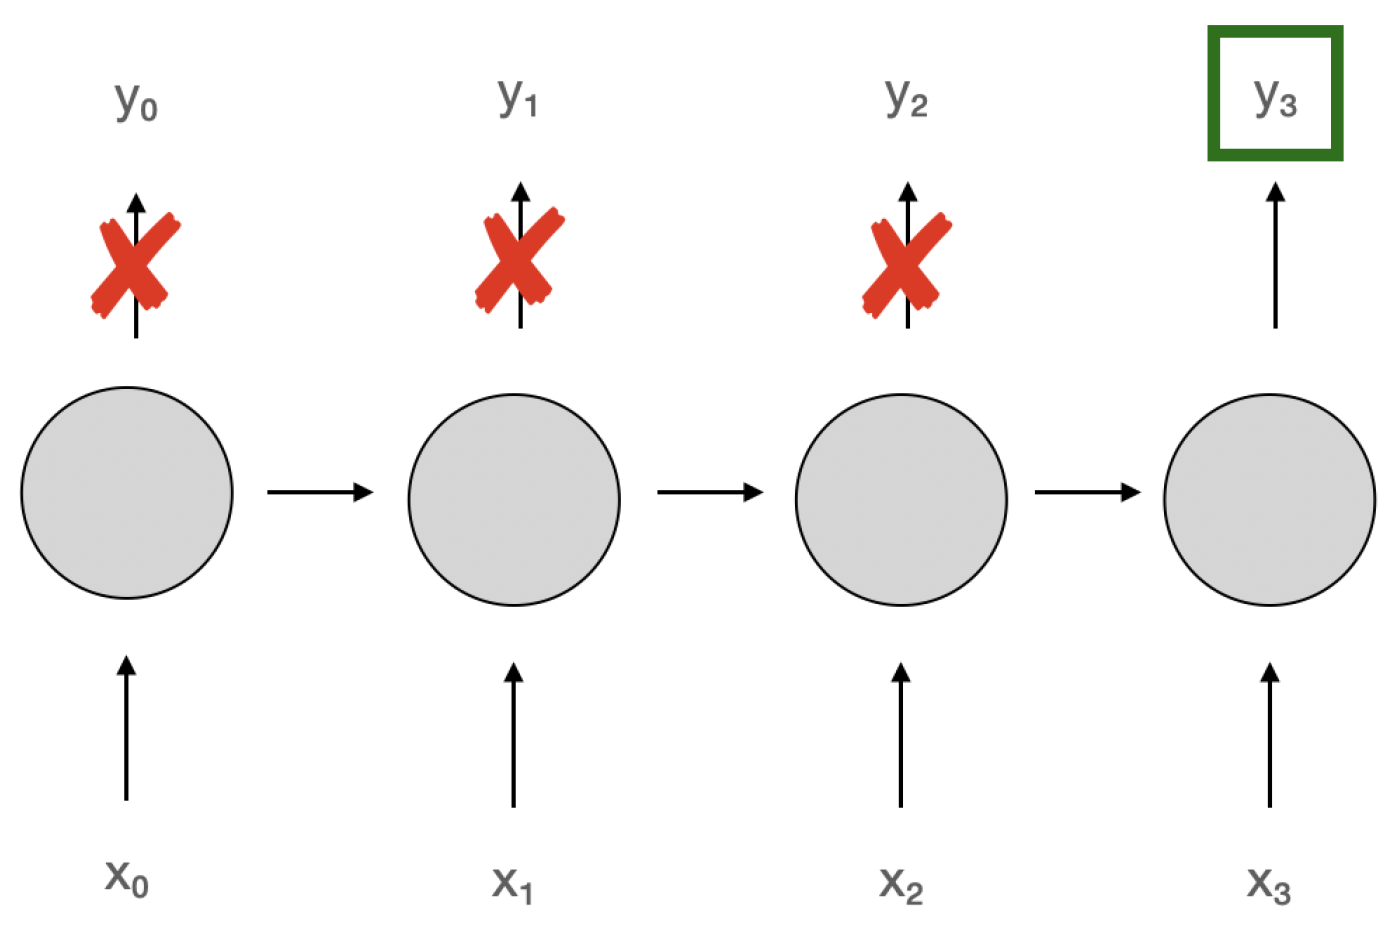 y₀ y₁ y₂ y₃
x₀ x₁ x₂ x₃